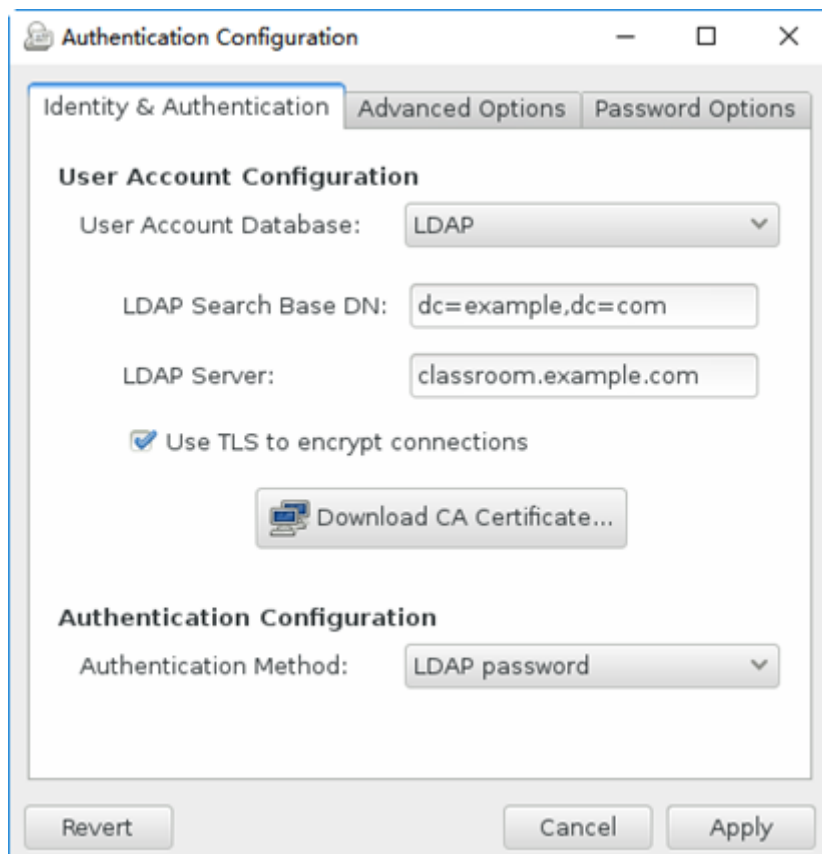 Authentication Configuration
Identity & Authentication
Advanced Options
Password Options
User Account Configuration
User Account Database: LDAP
LDAP Search Base DN: dc=example,dc=com
LDAP Server: classroom.example.com
Use TLS to encrypt connections
Download CA Certificate...
Authentication Configuration
Authentication Method: LDAP password
Revert
Cancel
Apply